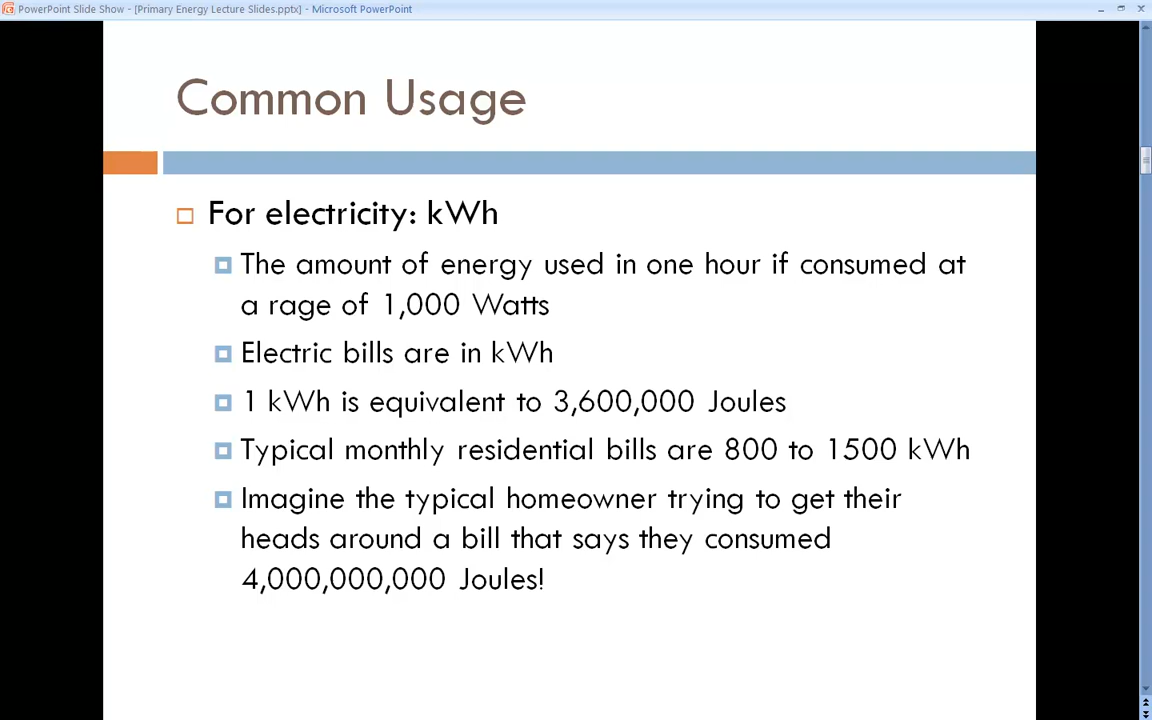 PowerPoint Slide Show - [Primary Energy Lecture Slides.pptx] - Microsoft PowerPoint
Common Usage
For electricity: kWh
The amount of energy used in one hour if consumed at
a rage of 1,000 Watts
Electric bills are in kWh
1 kWh is equivalent to 3,600,000 Joules
Typical monthly residential bills are 800 to 1500 kWh
Imagine the typical homeowner trying to get their
heads around a bill that says they consumed
4,000,000,000 Joules!